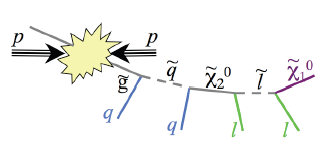 p p
g̃ q̃ χ̃₂⁰ l̃ χ̃₁⁰
q q l l